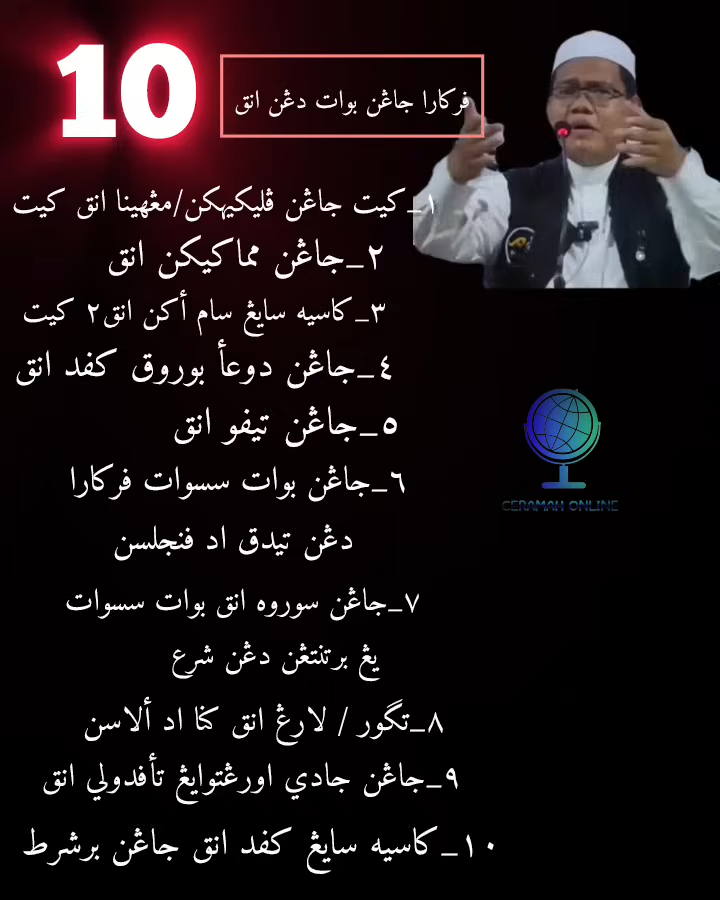 10
فركارا جاڠن بوات دڠن انق
١_كيت جاڠن ڤليكيهكن/مڠهينا انق كيت
٢_جاڠن مماكيكن انق
٣_كاسيه سايڠ سام أكن انق٢ كيت
٤_جاڠن دوعأ بوروق كفد انق
٥_جاڠن تيفو انق
٦_جاڠن بوات سسوات فركارا
دڠن تيدق اد فنجلسن
٧_جاڠن سوروه انق بوات سسوات
يڠ برتنتڠن دڠن شرع
٨_تگور / لارڠ انق كنا اد ألاسن
٩_جاڠن جادي اورڠتوايڠ تأفدولي انق
١٠_كاسيه سايڠ كفد انق جاڠن برشرط
CERAMAH ONLINE